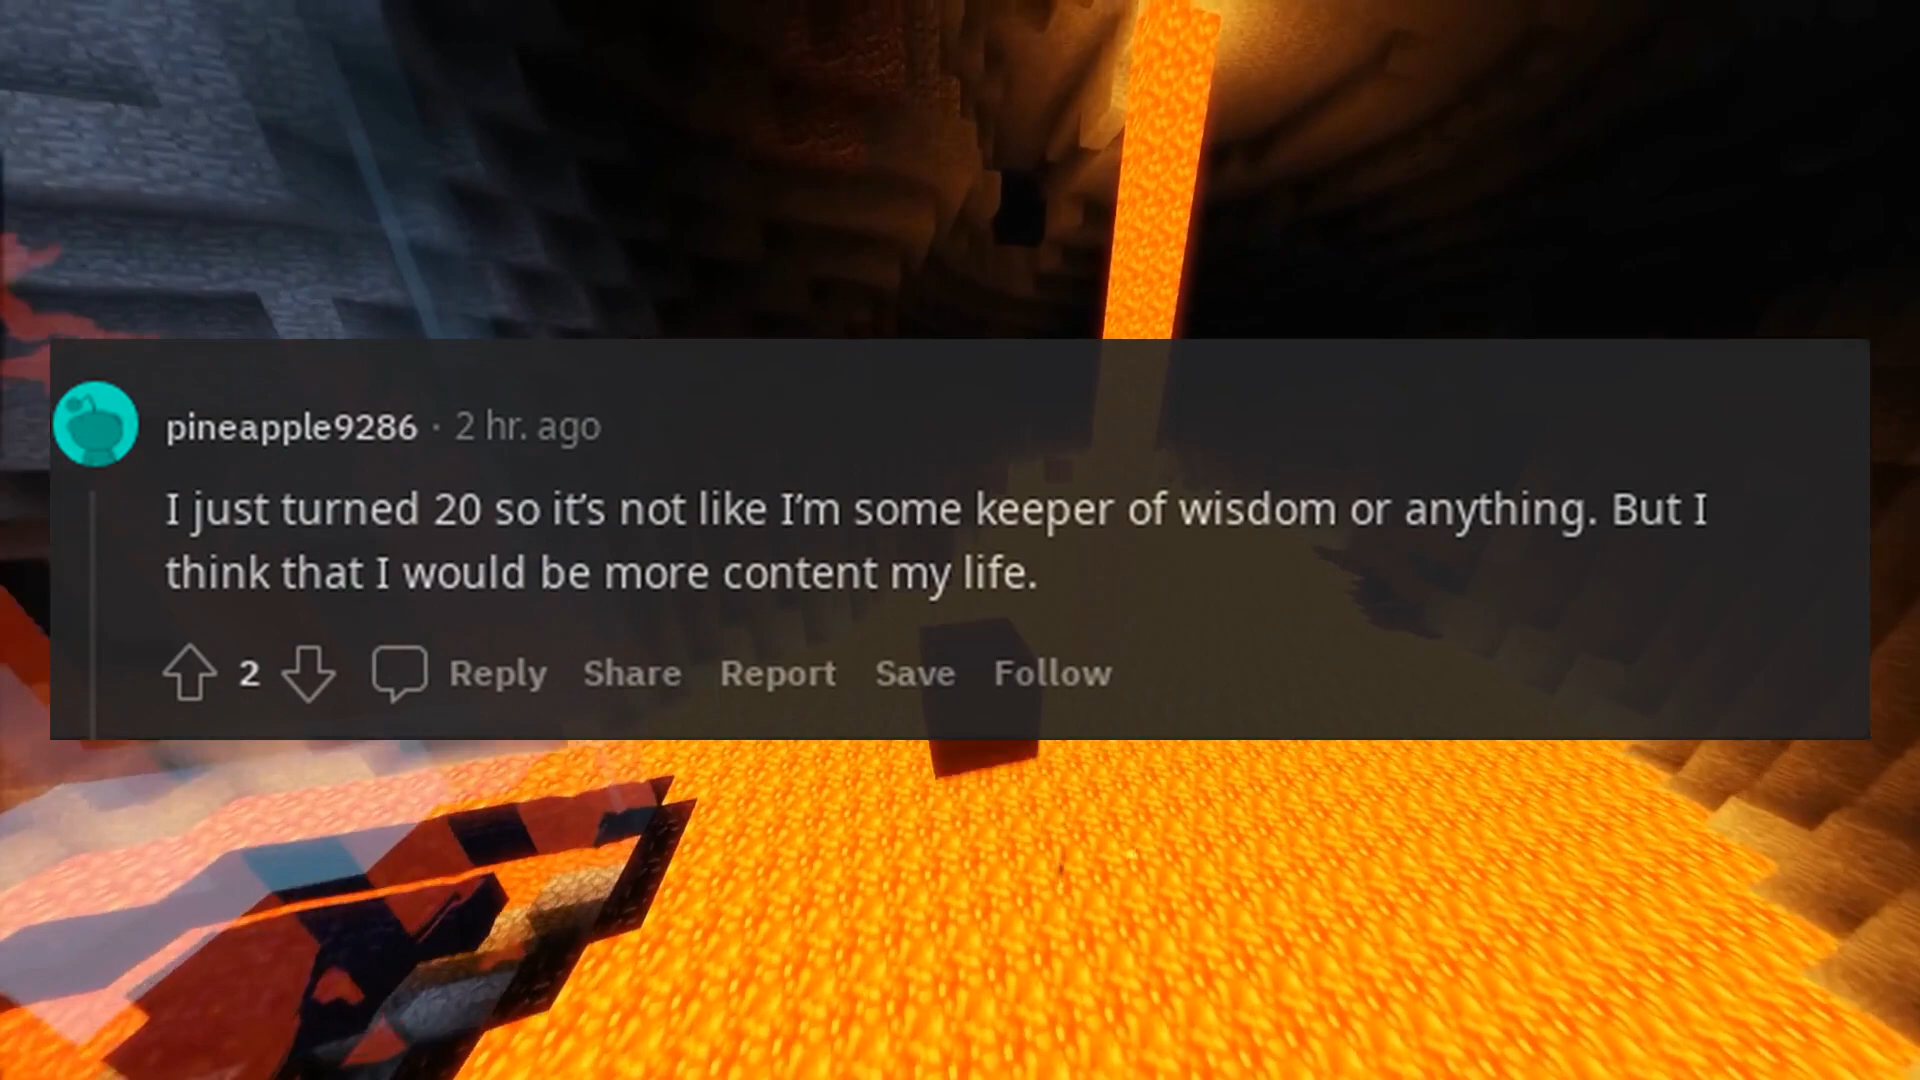 pineapple9286 · 2 hr. ago
I just turned 20 so it’s not like I’m some keeper of wisdom or anything. But I
think that I would be more content my life.
2 Reply Share Report Save Follow